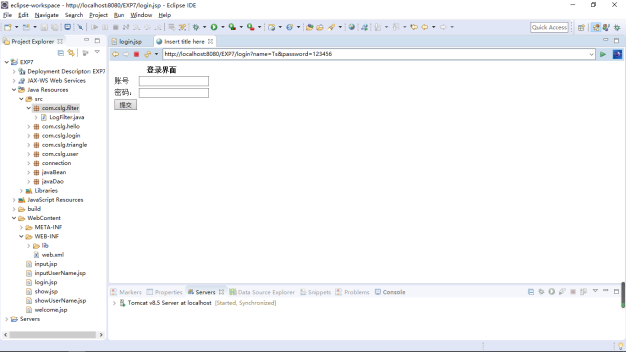 eclipse-workspace - http://localhost:8080/EXP7/login.jsp - Eclipse IDE
File Edit Navigate Search Project Run Window Help
Quick Access
Project Explorer
login.jsp Insert title here
http://localhost:8080/EXP7/login?name=Ts&password=123456
EXP7
Deployment Descriptor: EXP7
JAX-WS Web Services
Java Resources
src
com.cslg.filter
LogFilter.java
com.cslg.hello
com.cslg.login
com.cslg.triangle
com.cslg.user
connection
javaBean
javaDao
Libraries
JavaScript Resources
build
WebContent
META-INF
WEB-INF
lib
web.xml
input.jsp
inputUserName.jsp
login.jsp
show.jsp
showUserName.jsp
welcome.jsp
Servers
登录界面
账号
密码：
提交
Markers Properties Servers Data Source Explorer Snippets Problems Console
Tomcat v8.5 Server at localhost [Started, Synchronized]